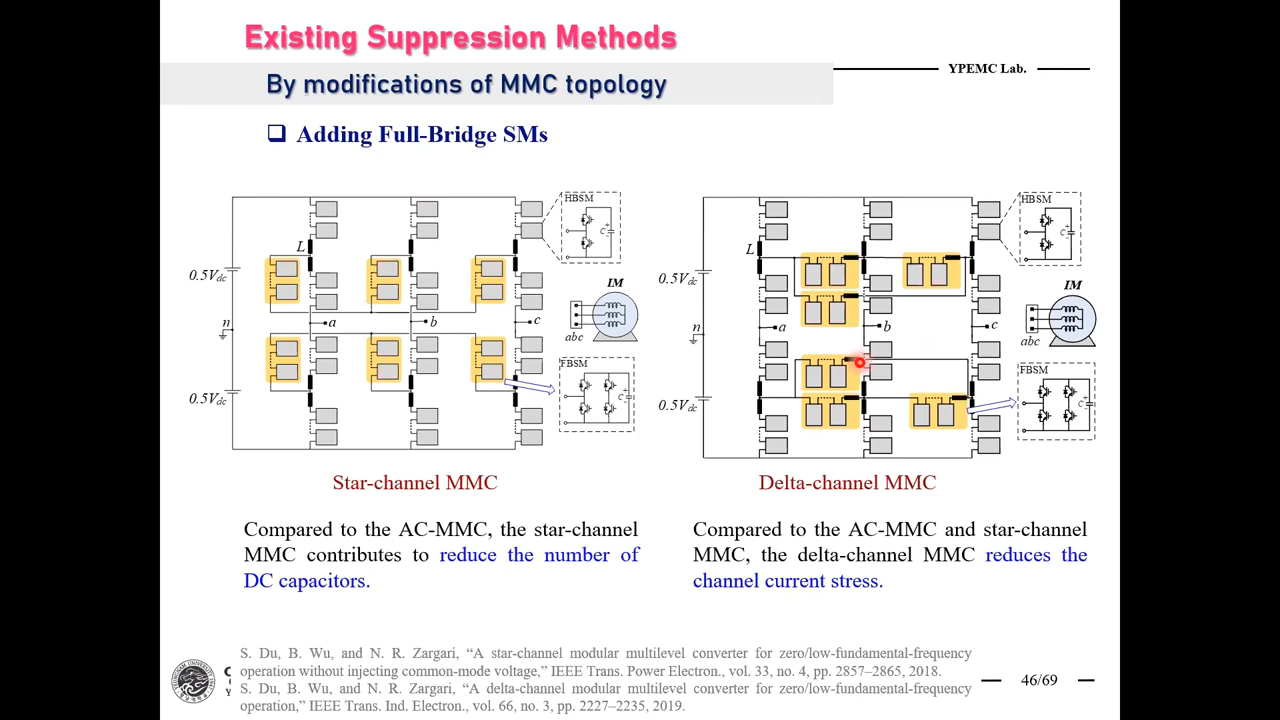 Existing Suppression Methods
By modifications of MMC topology
YPEMC Lab.
Adding Full-Bridge SMs
HBSM
C
L
0.5Vdc
IM
n
a
b
c
abc
0.5Vdc
FBSM
C
Star-channel MMC
Compared to the AC-MMC, the star-channel
MMC contributes to reduce the number of
DC capacitors.
HBSM
C
L
0.5Vdc
IM
n
a
b
c
abc
0.5Vdc
FBSM
C
Delta-channel MMC
Compared to the AC-MMC and star-channel
MMC, the delta-channel MMC reduces the
channel current stress.
S. Du, B. Wu, and N. R. Zargari, “A star-channel modular multilevel converter for zero/low-fundamental-frequency
operation without injecting common-mode voltage,” IEEE Trans. Power Electron., vol. 33, no. 4, pp. 2857–2865, 2018.
S. Du, B. Wu, and N. R. Zargari, “A delta-channel modular multilevel converter for zero/low-fundamental-frequency
operation,” IEEE Trans. Ind. Electron., vol. 66, no. 3, pp. 2227–2235, 2019.
46/69